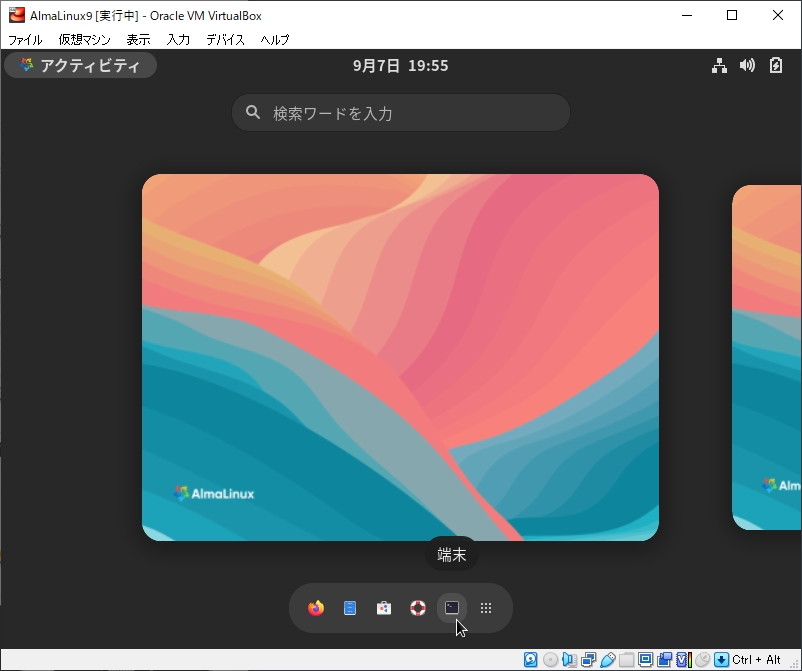 AlmaLinux9 [実行中] - Oracle VM VirtualBox
ファイル 仮想マシン 表示 入力 デバイス ヘルプ
アクティビティ 9月7日 19:55
検索ワードを入力
AlmaLinux
Alm
端末
Ctrl + Alt